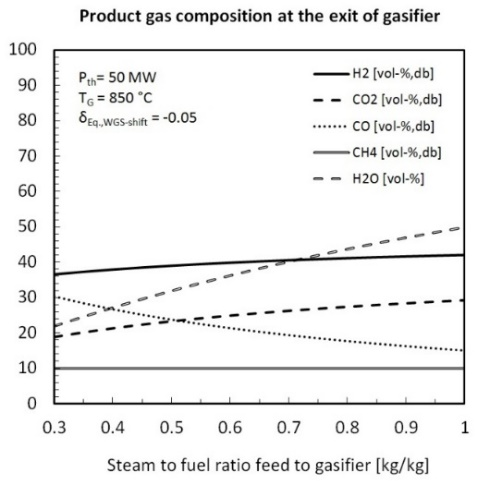 Product gas composition at the exit of gasifier
100
90
80
70
60
50
40
30
20
10
0
P_th= 50 MW
T_G = 850 °C
δ_Eq.,WGS-shift = -0.05
H2 [vol-%,db]
CO2 [vol-%,db]
CO [vol-%,db]
CH4 [vol-%,db]
H2O [vol-%]
0.3 0.4 0.5 0.6 0.7 0.8 0.9 1
Steam to fuel ratio feed to gasifier [kg/kg]